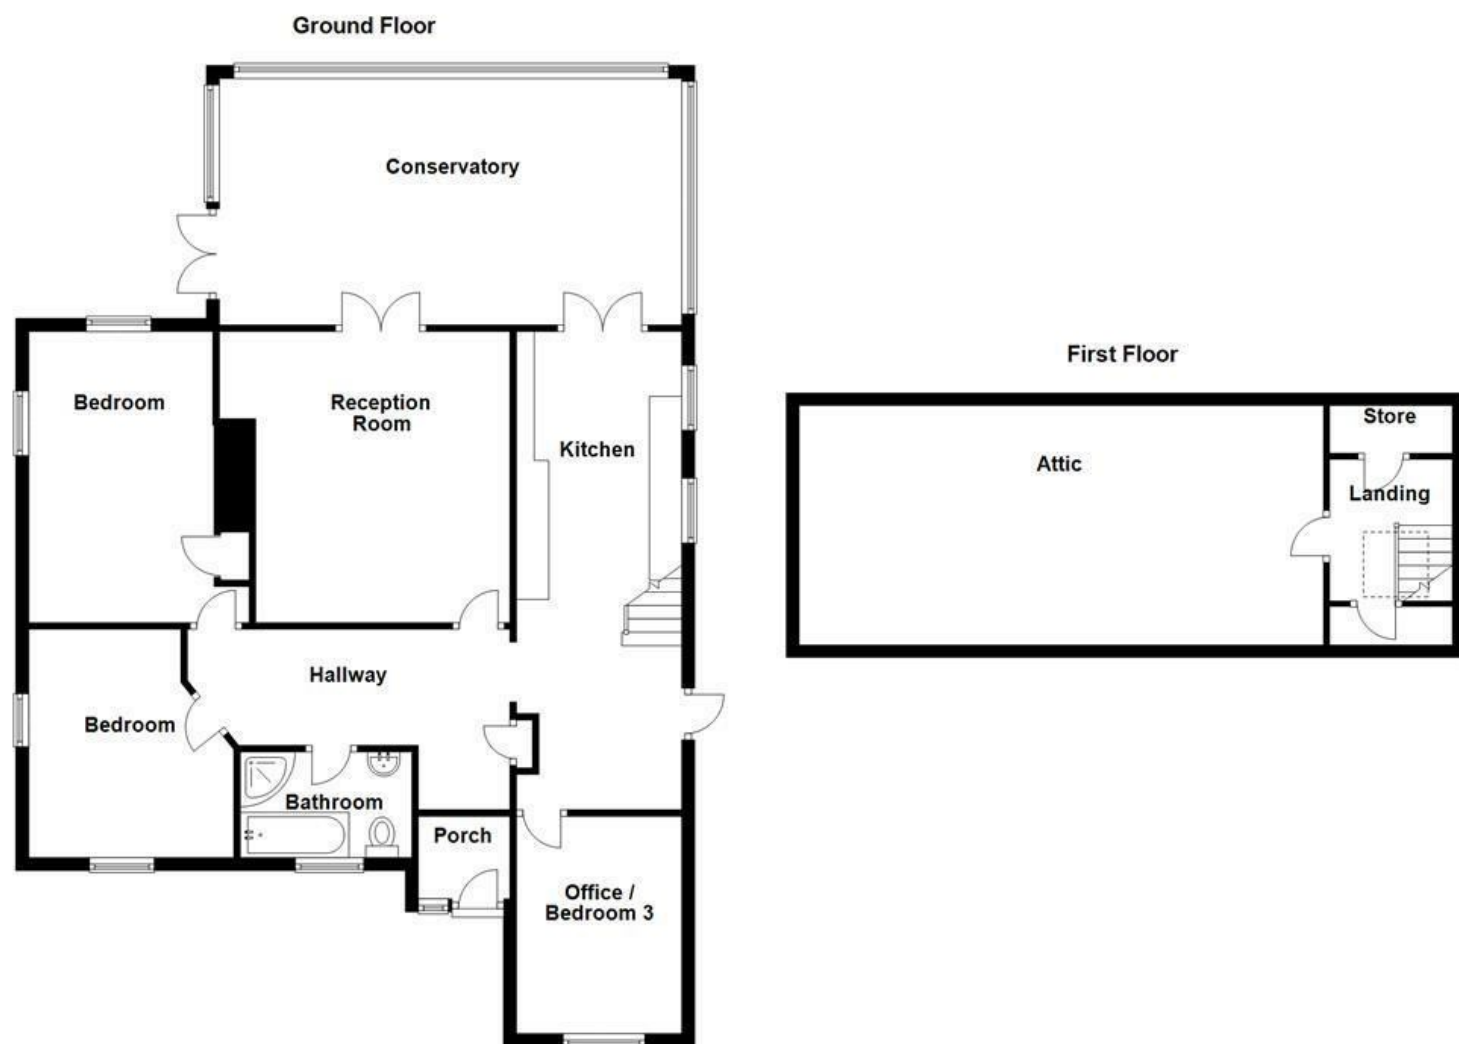 Ground Floor
Conservatory
Bedroom
Reception
Room
Kitchen
Hallway
Bedroom
Bathroom
Porch
Office /
Bedroom 3
First Floor
Store
Attic
Landing